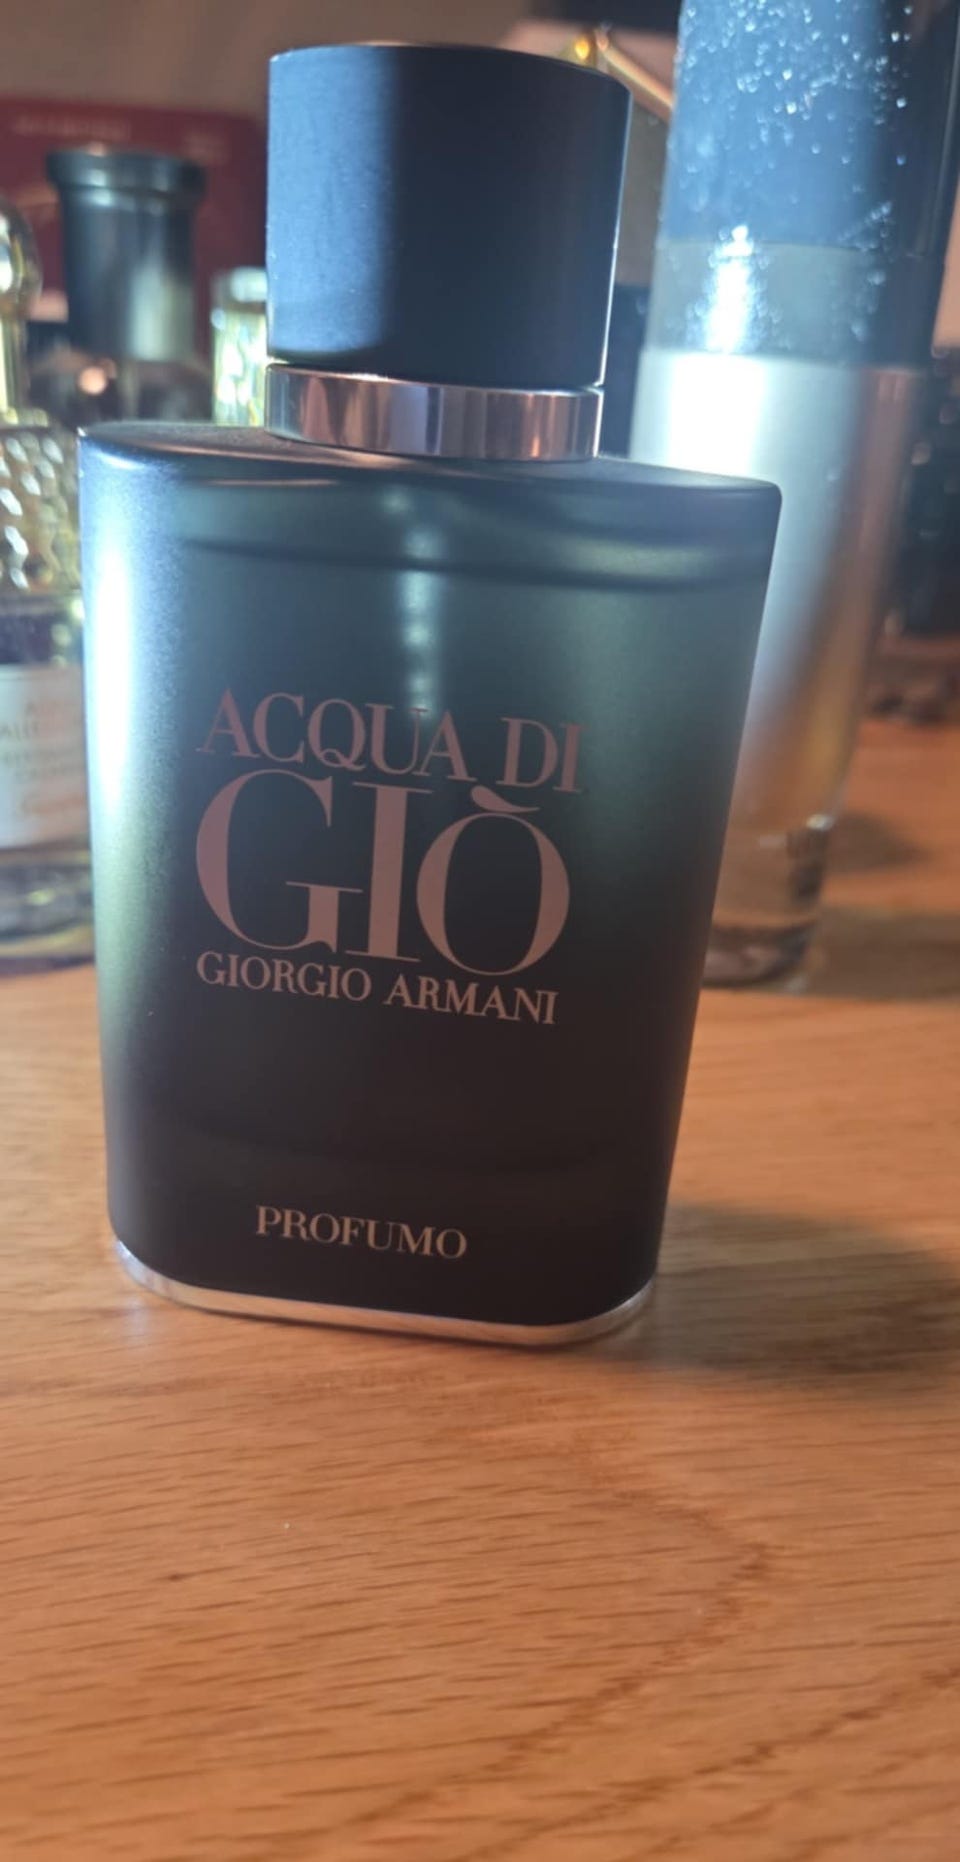 ACQUA DI
GIÒ
GIORGIO ARMANI
PROFUMO